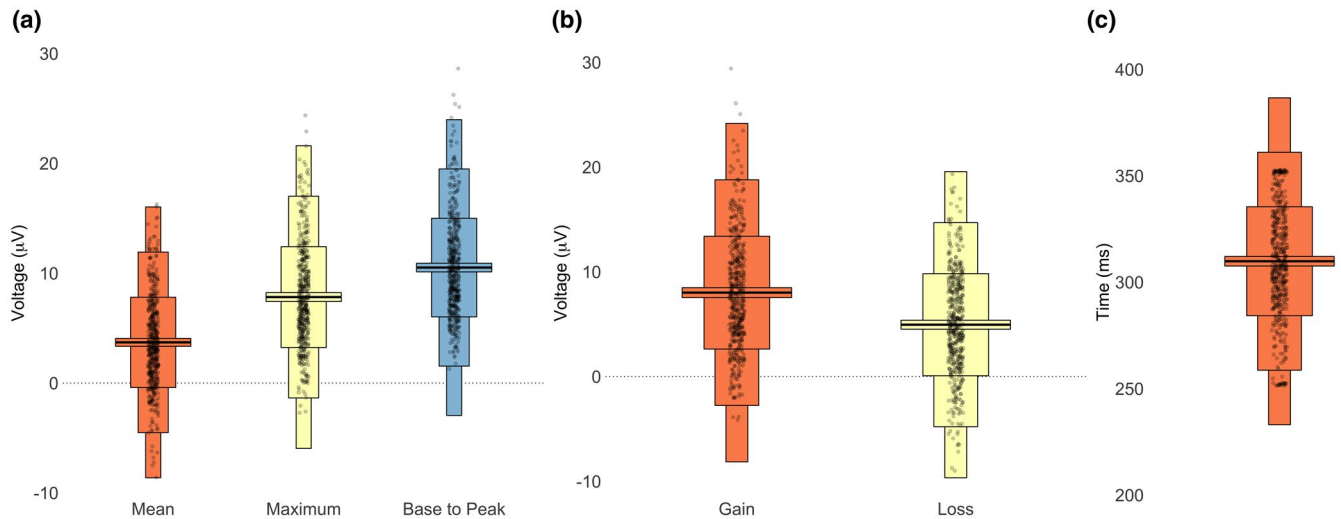 (a)
30
20
10
0
-10
Voltage (μV)
Mean
Maximum
Base to Peak
(b)
30
20
10
0
-10
Voltage (μV)
Gain
Loss
(c)
400
350
300
250
200
Time (ms)